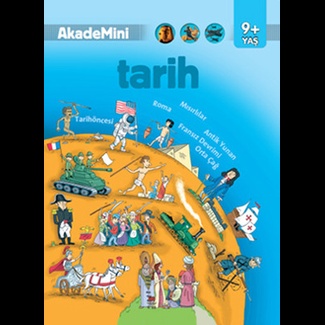 AkadeMini
9+
YAŞ
tarih
Tarihöncesi
Roma
Mısırlılar
Antik Yunan
Fransız Devrimi
Orta Çağ